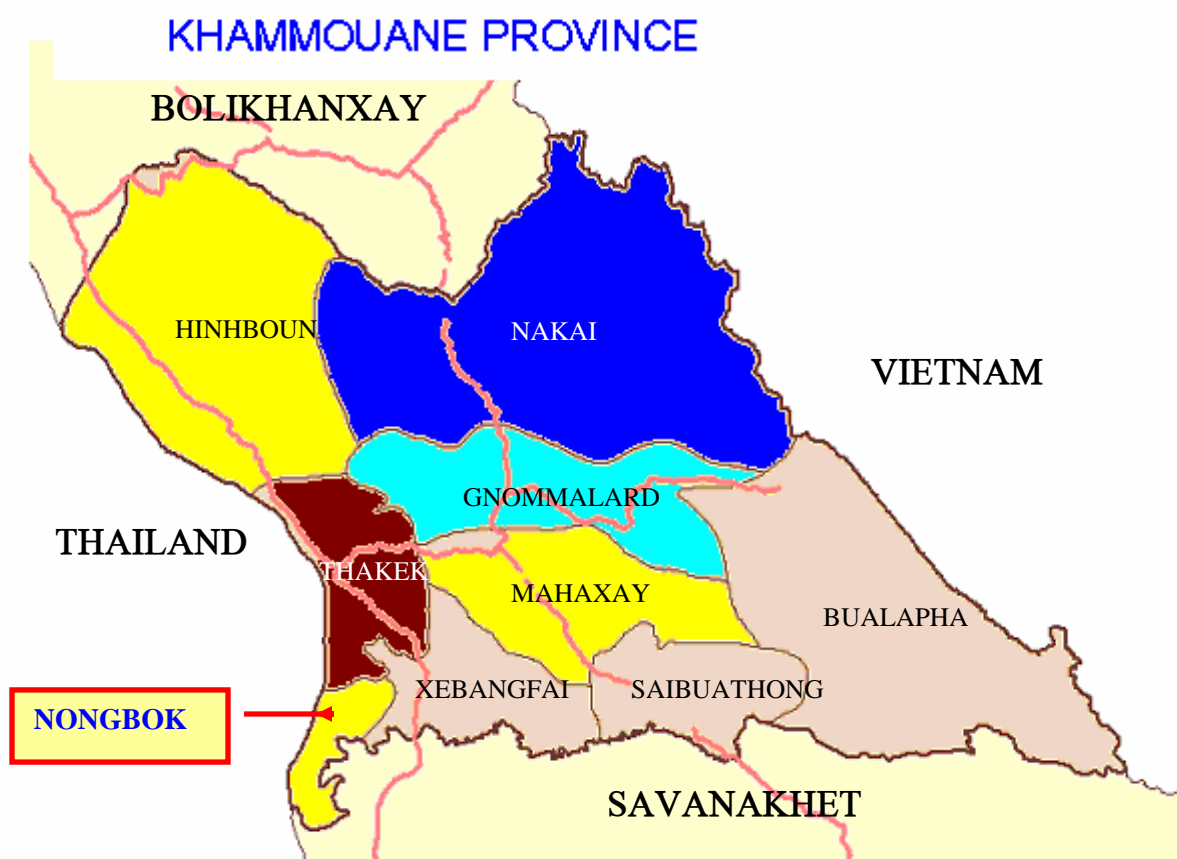 KHAMMOUANE PROVINCE
BOLIKHANXAY
HINHBOUN
NAKAI
VIETNAM
GNOMMALARD
THAILAND
THAKEK
MAHAXAY
BUALAPHA
XEBANGFAI
SAIBUATHONG
NONGBOK
SAVANAKHET